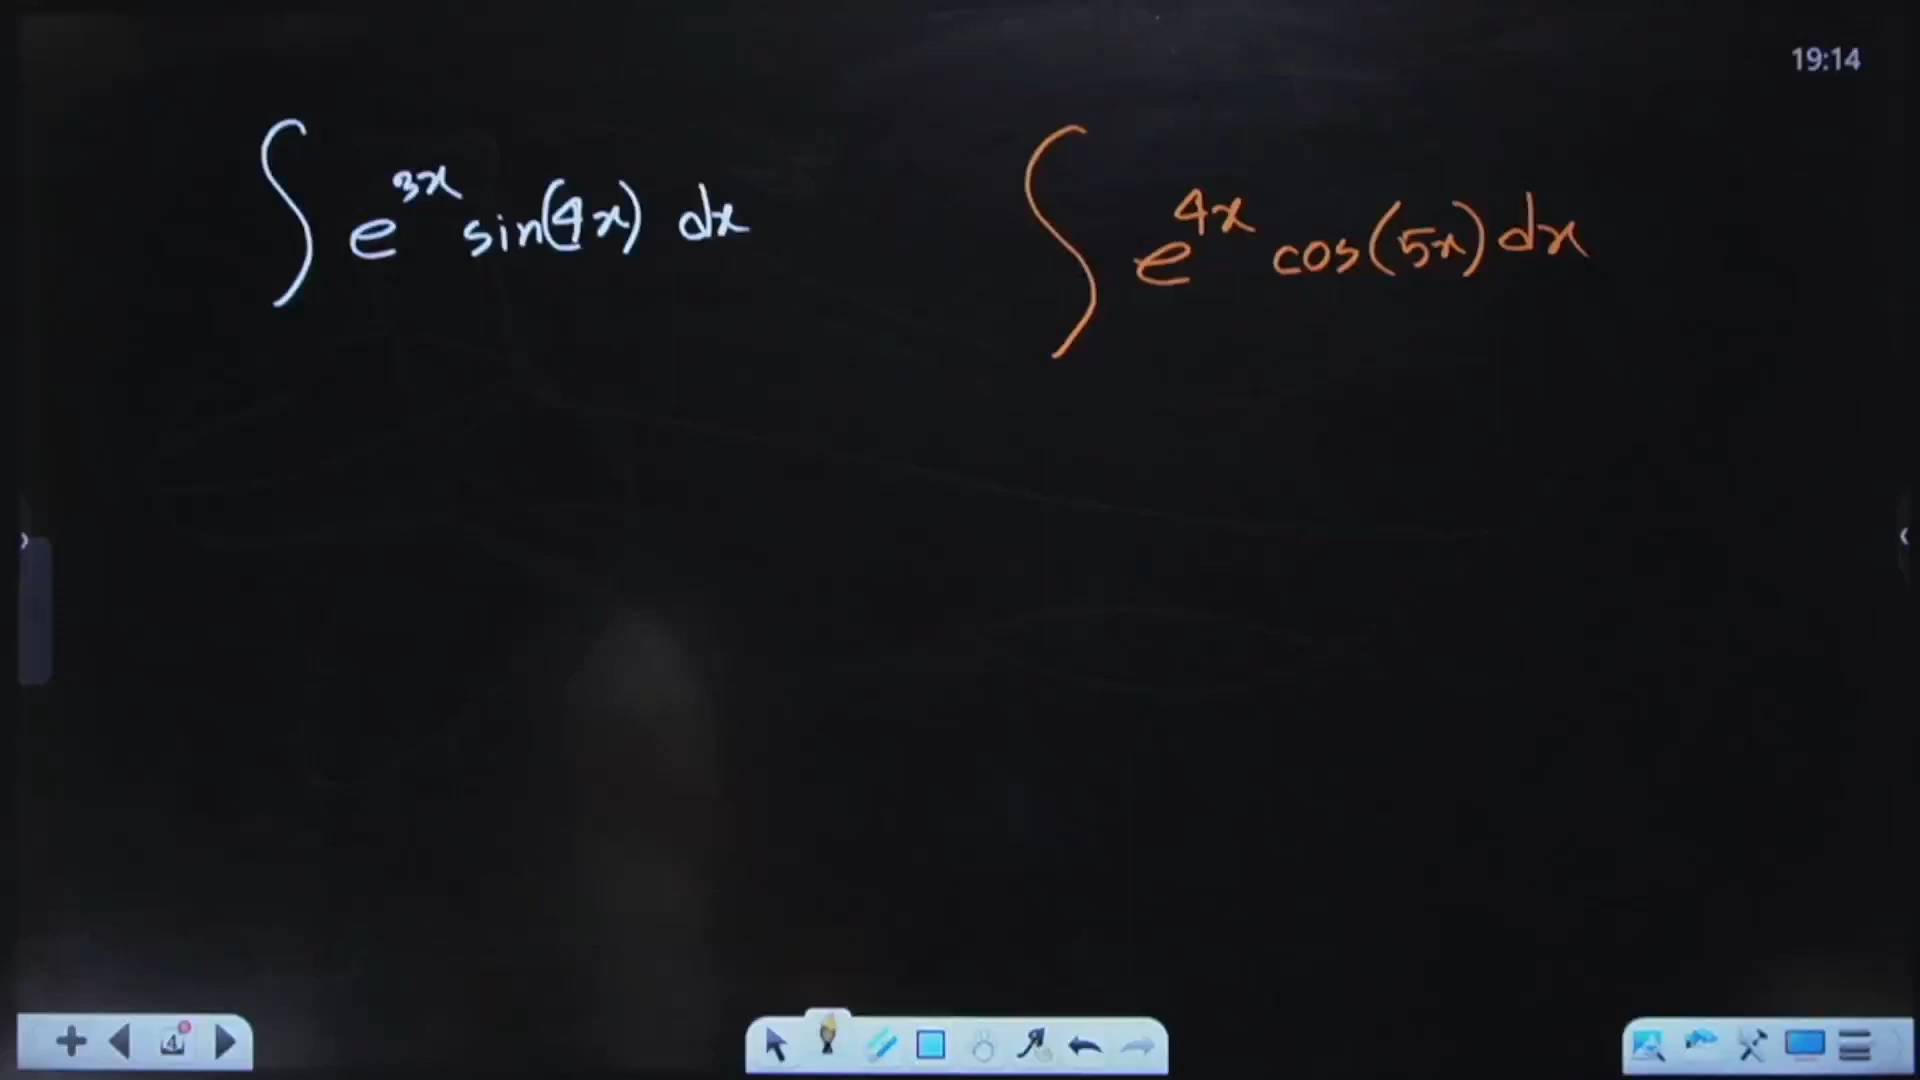 19:14
∫ e^{3x} sin(4x) dx
∫ e^{4x} cos(5x) dx
4